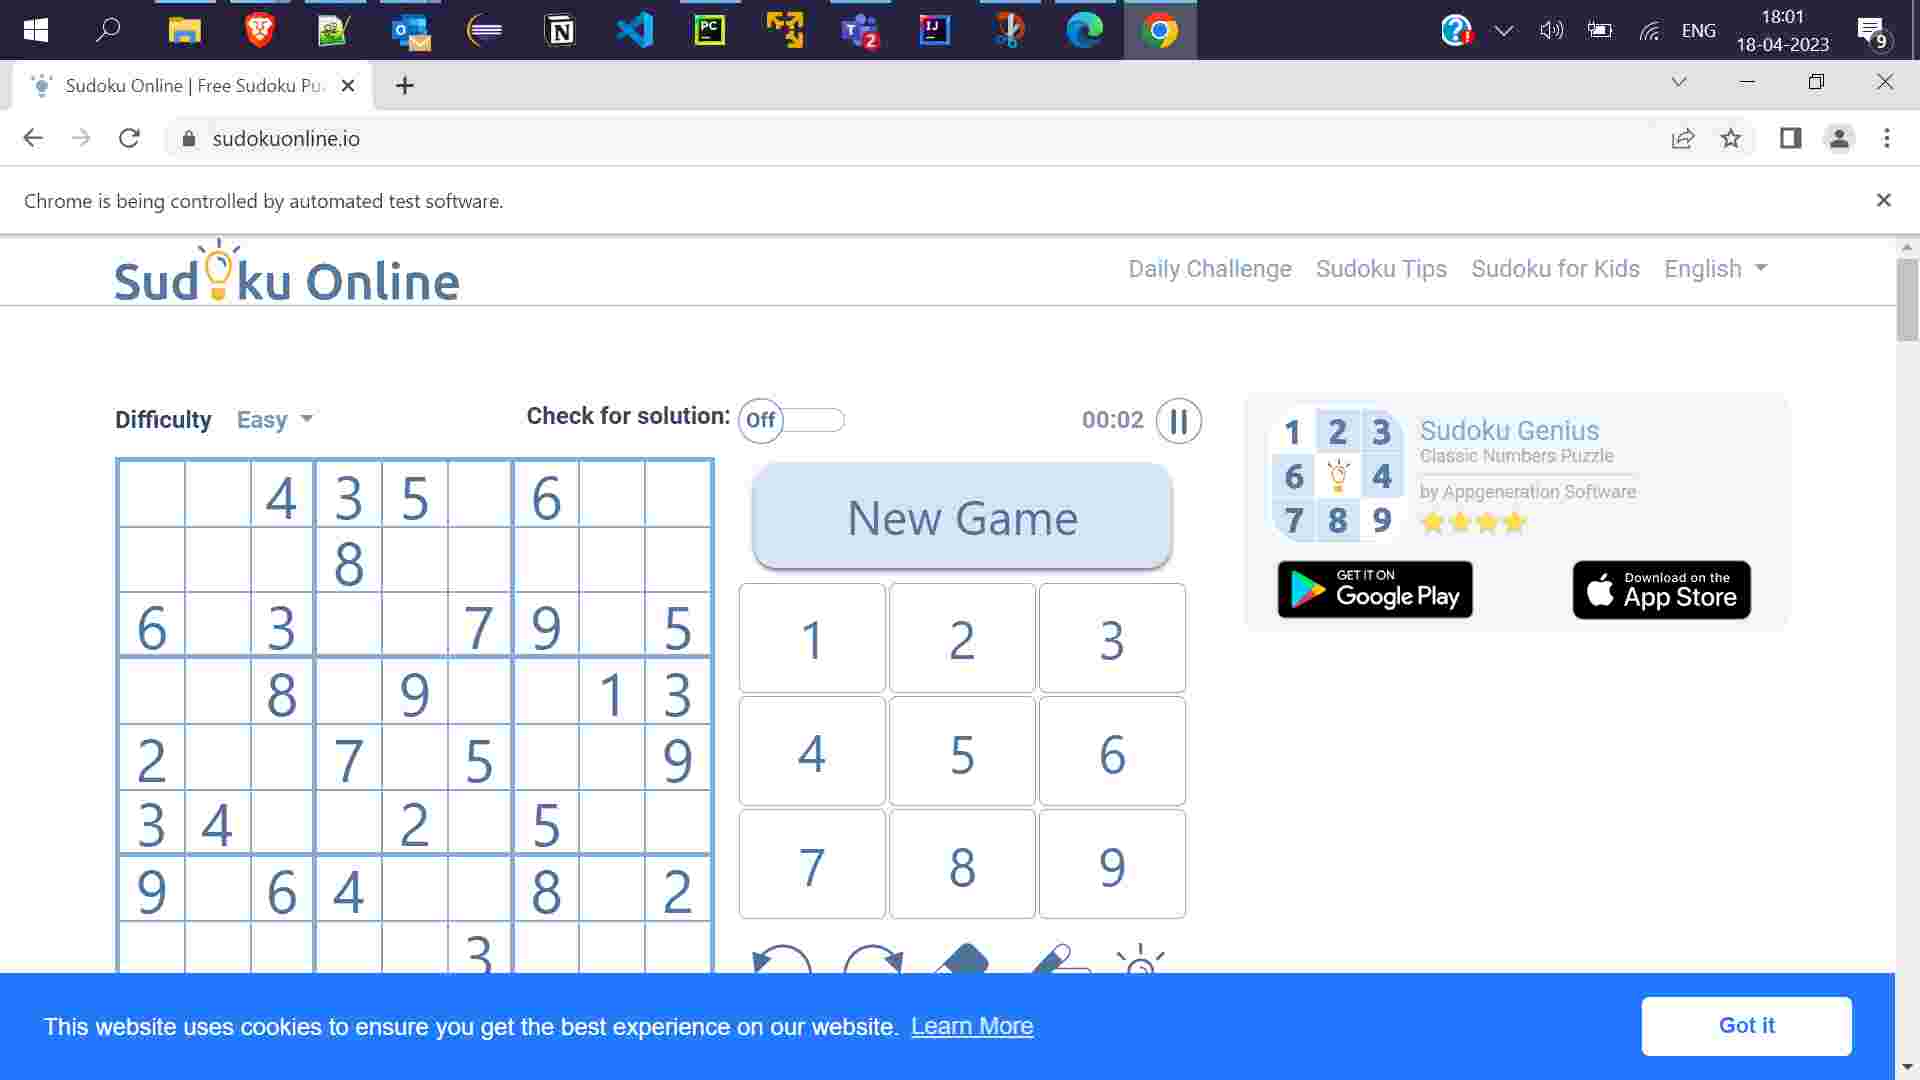 18:01
ENG
18-04-2023
9
PC
2
IJ
Sudoku Online | Free Sudoku Pu
sudokuonline.io
Chrome is being controlled by automated test software.
Sudoku Online
Daily Challenge Sudoku Tips Sudoku for Kids English
Difficulty Easy Check for solution: Off 00:02
4 3 5 6
8
6 3 7 9 5
8 9 1 3
2 7 5 9
3 4 2 5
9 6 4 8 2
3
New Game
1 2 3
4 5 6
7 8 9
1 2 3
6 4
7 8 9
Sudoku Genius
Classic Numbers Puzzle
by Appgeneration Software
GET IT ON
Google Play
Download on the
App Store
This website uses cookies to ensure you get the best experience on our website. Learn More
Got it